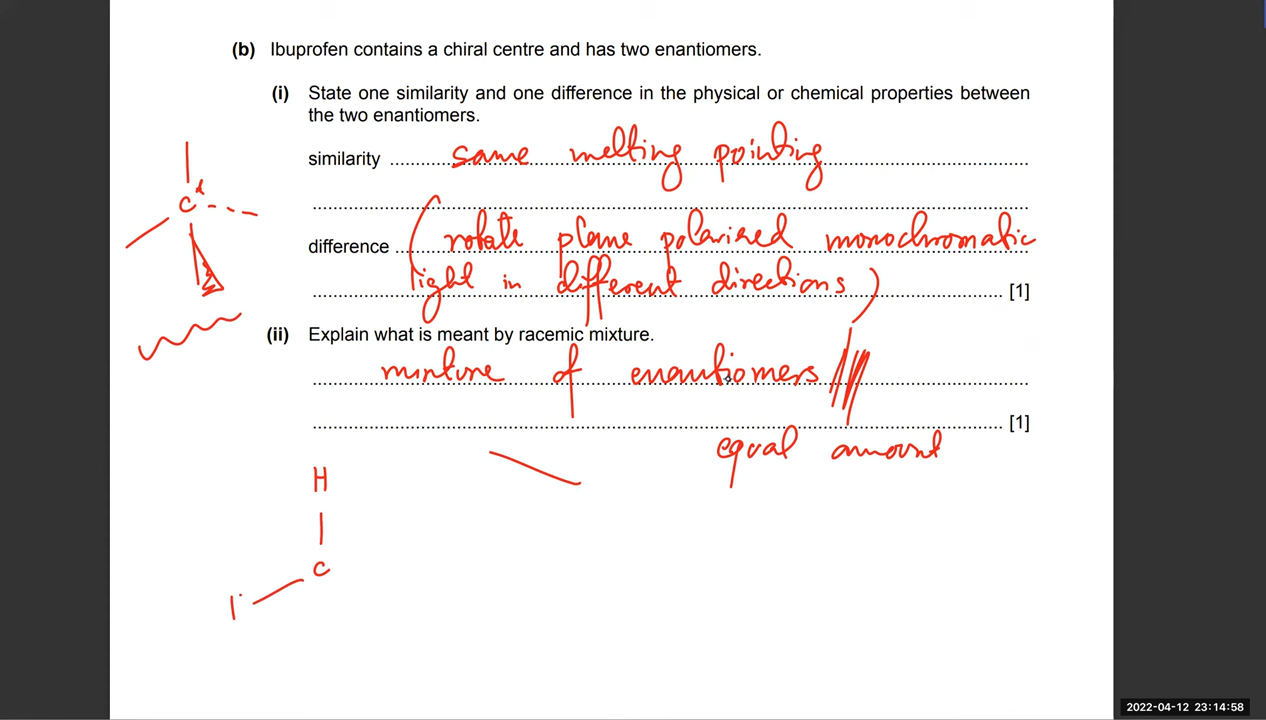 (b) Ibuprofen contains a chiral centre and has two enantiomers.
(i) State one similarity and one difference in the physical or chemical properties between
the two enantiomers.
similarity same melting pointing
difference rotate plane polarized monochromatic
light in different directions) [1]
(ii) Explain what is meant by racemic mixture.
mixture of enantiomers
[1]
equal amount
C
H
C
2022-04-12 23:14:58